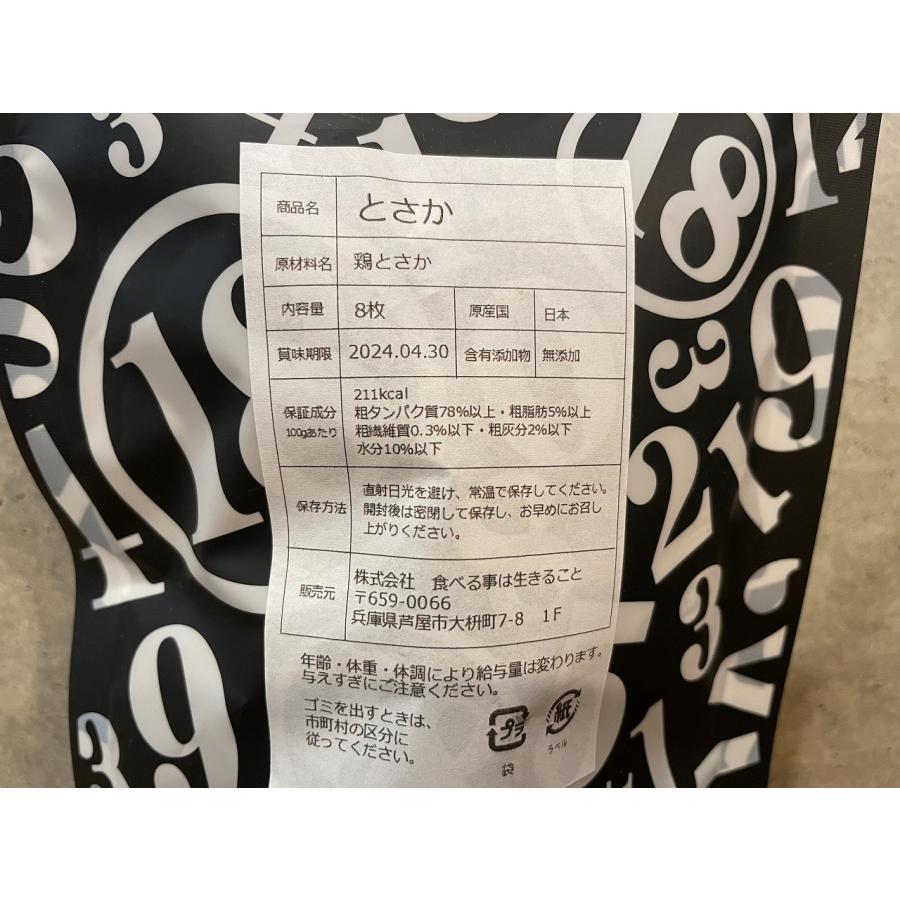 商品名 とさか
原材料名 鶏とさか
内容量 8枚 原産国 日本
賞味期限 2024.04.30 含有添加物 無添加
保証成分 100gあたり
211kcal
粗タンパク質78%以上・粗脂肪5%以上
粗繊維質0.3%以下・粗灰分2%以下
水分10%以下
保存方法
直射日光を避け、常温で保存してください。
開封後は密閉して保存し、お早めにお召し
上がりください。
販売元
株式会社 食べる事は生きること
〒659-0066
兵庫県芦屋市大枡町7-8 1F
年齢・体重・体調により給与量は変わります。
与えすぎにご注意ください。
ゴミを出すときは、
市町村の区分に
従ってください。
プラ
袋
紙
ラベル
3
18
18
3
9
21
3
39